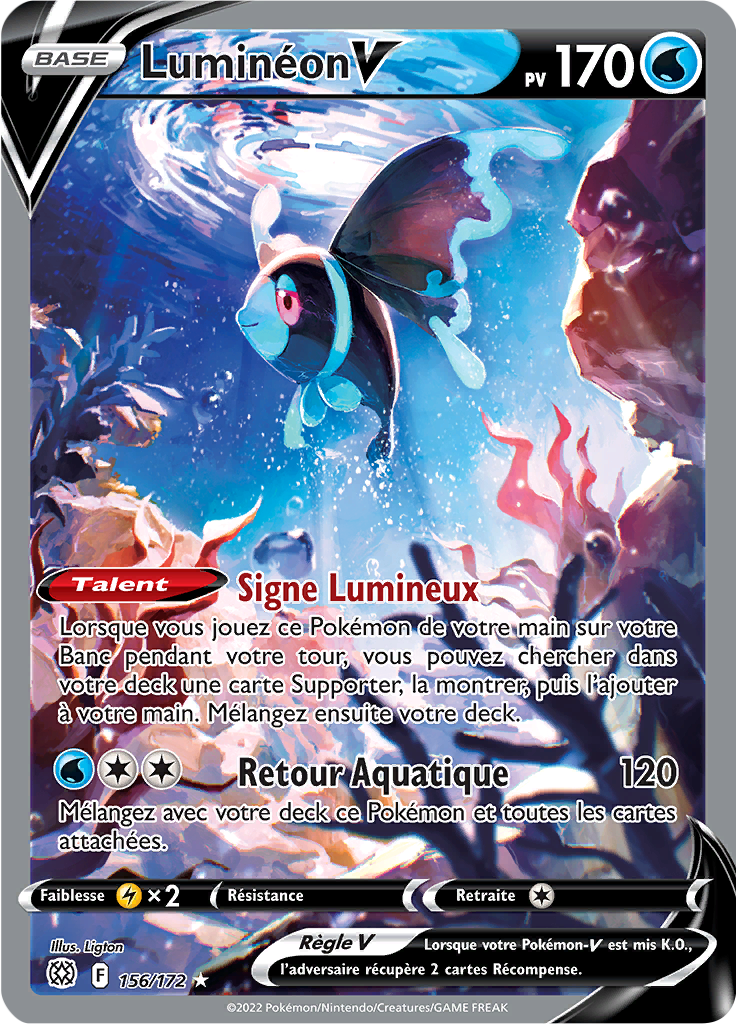 BASE
LuminéonV
PV 170
Talent Signe Lumineux
Lorsque vous jouez ce Pokémon de votre main sur votre
Banc pendant votre tour, vous pouvez chercher dans
votre deck une carte Supporter, la montrer, puis l'ajouter
à votre main. Mélangez ensuite votre deck.
Retour Aquatique 120
Mélangez avec votre deck ce Pokémon et toutes les cartes
attachées.
Faiblesse ×2 Résistance Retraite
Illus. Ligton
Règle V Lorsque votre Pokémon-V est mis K.O.,
l'adversaire récupère 2 cartes Récompense.
F 156/172
©2022 Pokémon/Nintendo/Creatures/GAME FREAK